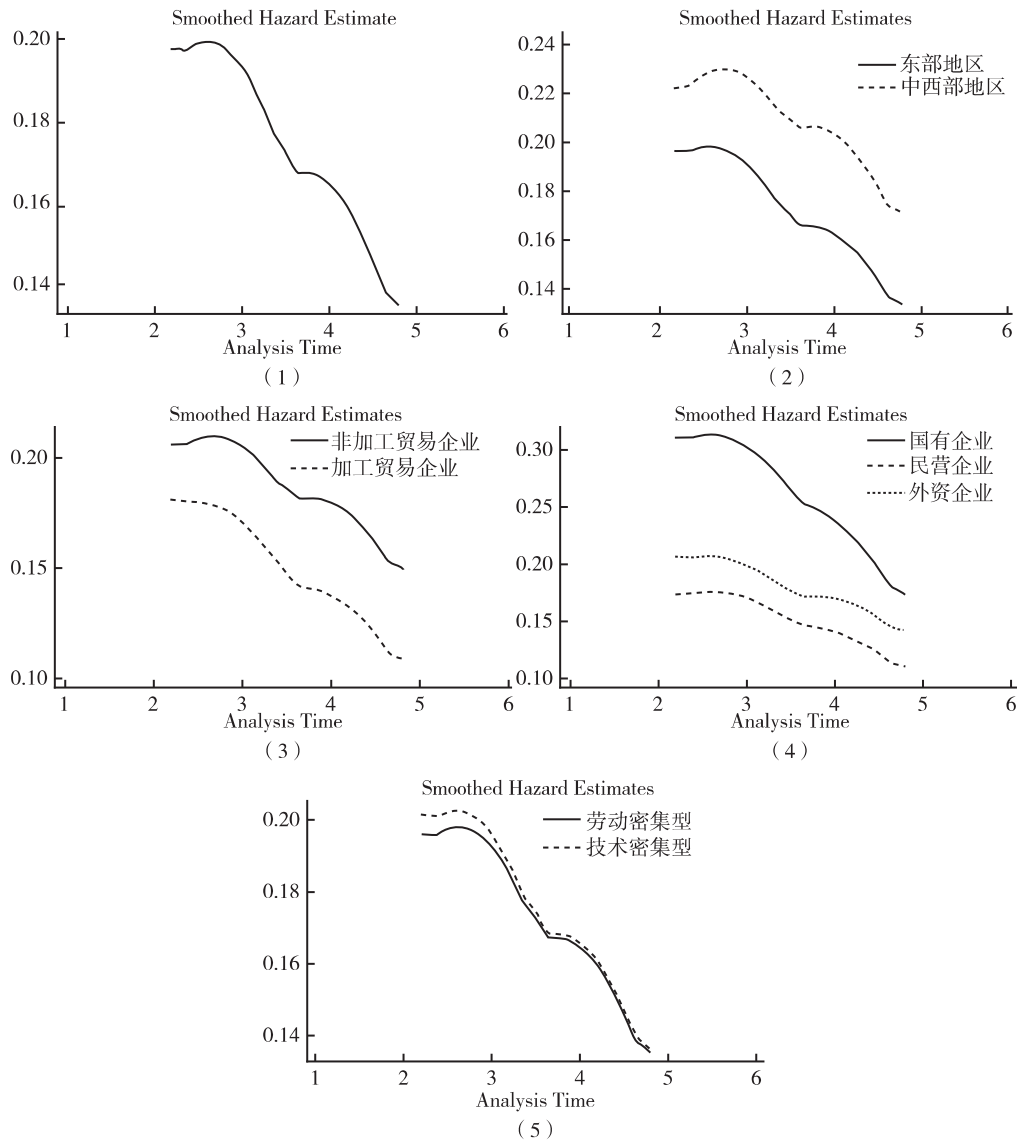 Smoothed Hazard Estimate
0.20
0.18
0.16
0.14
1 2 3 4 5 6
Analysis Time
（1）
Smoothed Hazard Estimates
0.24
0.22
0.20
0.18
0.16
0.14
东部地区
中西部地区
1 2 3 4 5 6
Analysis Time
（2）
Smoothed Hazard Estimates
0.20
0.15
0.10
非加工贸易企业
加工贸易企业
1 2 3 4 5 6
Analysis Time
（3）
Smoothed Hazard Estimates
0.30
0.25
0.20
0.15
0.10
国有企业
民营企业
外资企业
1 2 3 4 5 6
Analysis Time
（4）
Smoothed Hazard Estimates
0.20
0.18
0.16
0.14
劳动密集型
技术密集型
1 2 3 4 5 6
Analysis Time
（5）